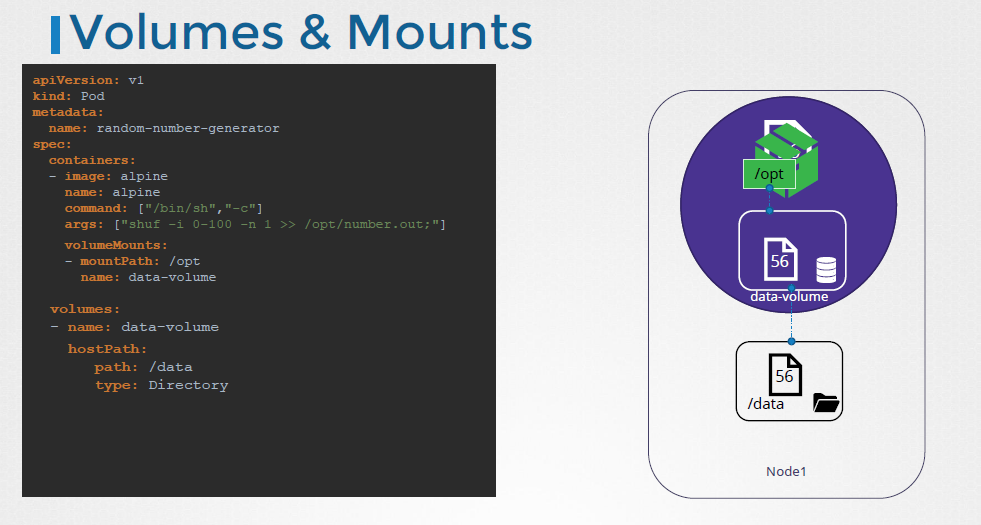 Volumes & Mounts
apiVersion: v1
kind: Pod
metadata:
  name: random-number-generator
spec:
  containers:
  - image: alpine
    name: alpine
    command: ["/bin/sh","-c"]
    args: ["shuf -i 0-100 -n 1 >> /opt/number.out;"]
    volumeMounts:
    - mountPath: /opt
      name: data-volume
  volumes:
  - name: data-volume
    hostPath:
       path: /data
       type: Directory
/opt
56
data-volume
56
/data
Node1